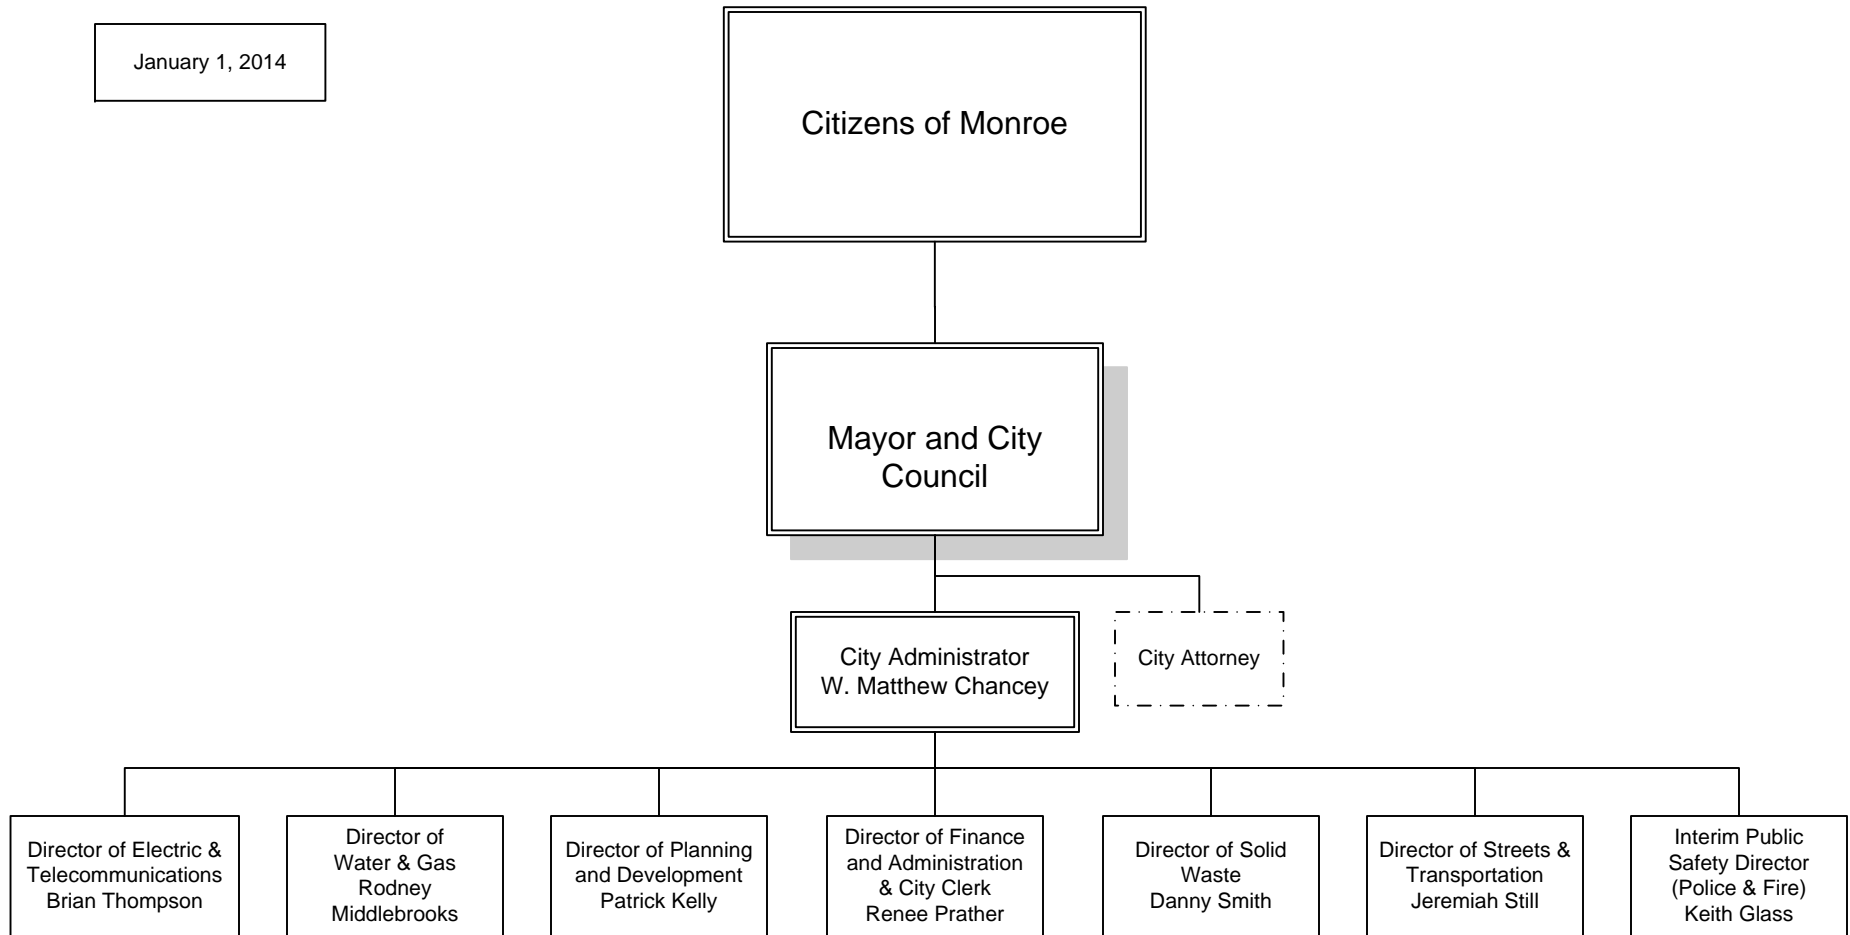 January 1, 2014
Citizens of Monroe
Mayor and City
Council
City Administrator
W. Matthew Chancey
City Attorney
Director of Electric &
Telecommunications
Brian Thompson
Director of
Water & Gas
Rodney
Middlebrooks
Director of Planning
and Development
Patrick Kelly
Director of Finance
and Administration
& City Clerk
Renee Prather
Director of Solid
Waste
Danny Smith
Director of Streets &
Transportation
Jeremiah Still
Interim Public
Safety Director
(Police & Fire)
Keith Glass